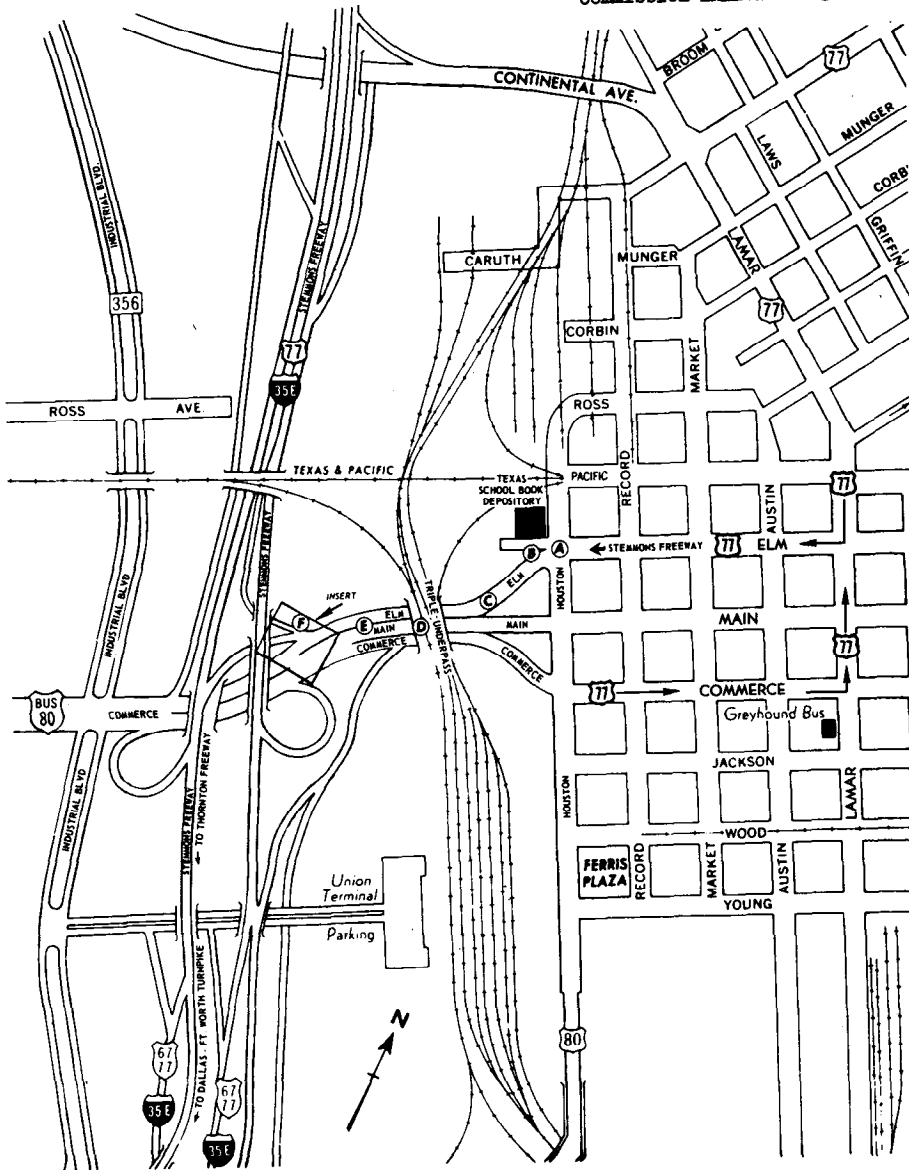 CONTINENTAL AVE.
BROOM
77
MUNGER
LAWS
GRIFFIN
LAMAR
77
INDUSTRIAL BLVD.
STEMMONS FREEWAY
CARUTH
MUNGER
356
CORBIN
77
35E
MARKET
ROSS AVE.
ROSS
TEXAS & PACIFIC
PACIFIC
RECORD
TEXAS
SCHOOL BOOK
DEPOSITORY
AUSTIN
77
STEMMONS FREEWAY
B
A
STEMMONS FREEWAY
77
ELM
ELM
HOUSTON
C
INSERT
TRIPLE UNDERPASS
INDUSTRIAL BLVD
F
E
ELM
MAIN
COMMERCE
D
MAIN
MAIN
77
COMMERCE
77
COMMERCE
BUS
80
COMMERCE
Greyhound Bus
JACKSON
INDUSTRIAL BLVD
STEMMONS FREEWAY
TO THORNTON FREEWAY
HOUSTON
LAMAR
WOOD
FERRIS
PLAZA
RECORD
MARKET
AUSTIN
YOUNG
Union
Terminal
Parking
TO DALLAS-FT WORTH TURNPIKE
N
80
67
77
35E
67
77
35E